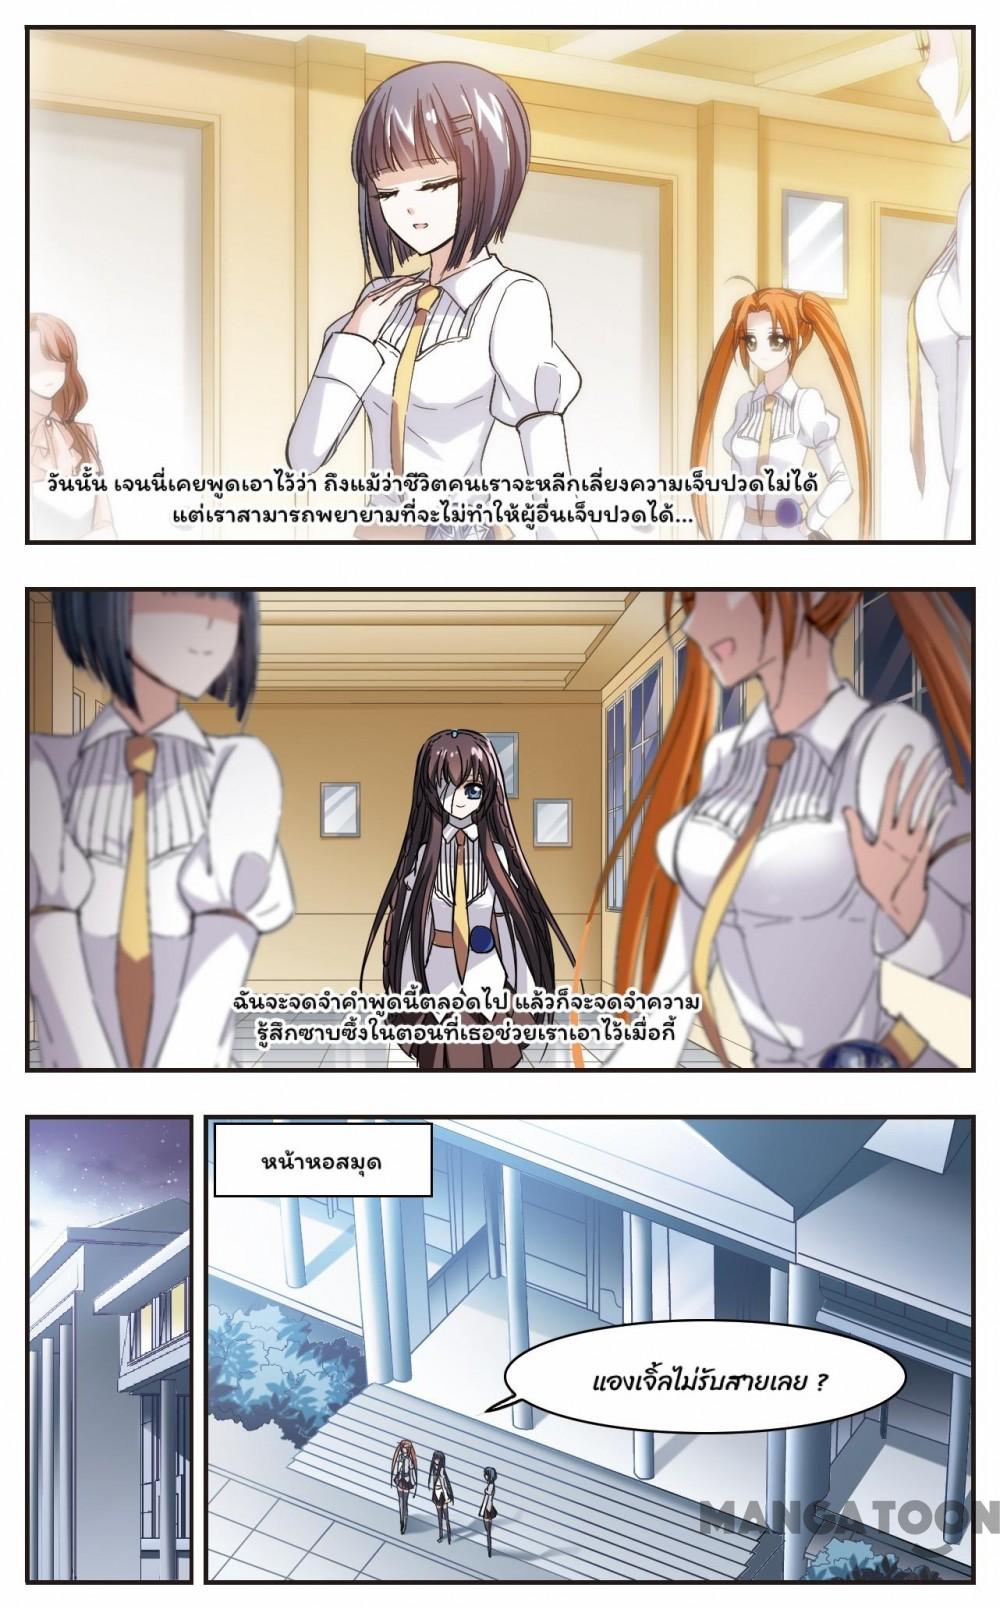 วันนั้น เจนนี่เคยพูดเอาไว้ว่า ถึงแม้ว่าชีวิตคนเราจะหลีกเลี่ยงความเจ็บปวดไม่ได้
แต่เราสามารถพยายามที่จะไม่ทำให้ผู้อื่นเจ็บปวดได้...
ฉันจะจดจำคำพูดนี้ตลอดไป แล้วก็จะจดจำความ
รู้สึกซาบซึ้งในตอนที่เธอช่วยเราเอาไว้เมื่อกี้
หน้าหอสมุด
แองเจิ้ลไม่รับสายเลย ?
MANGATOON